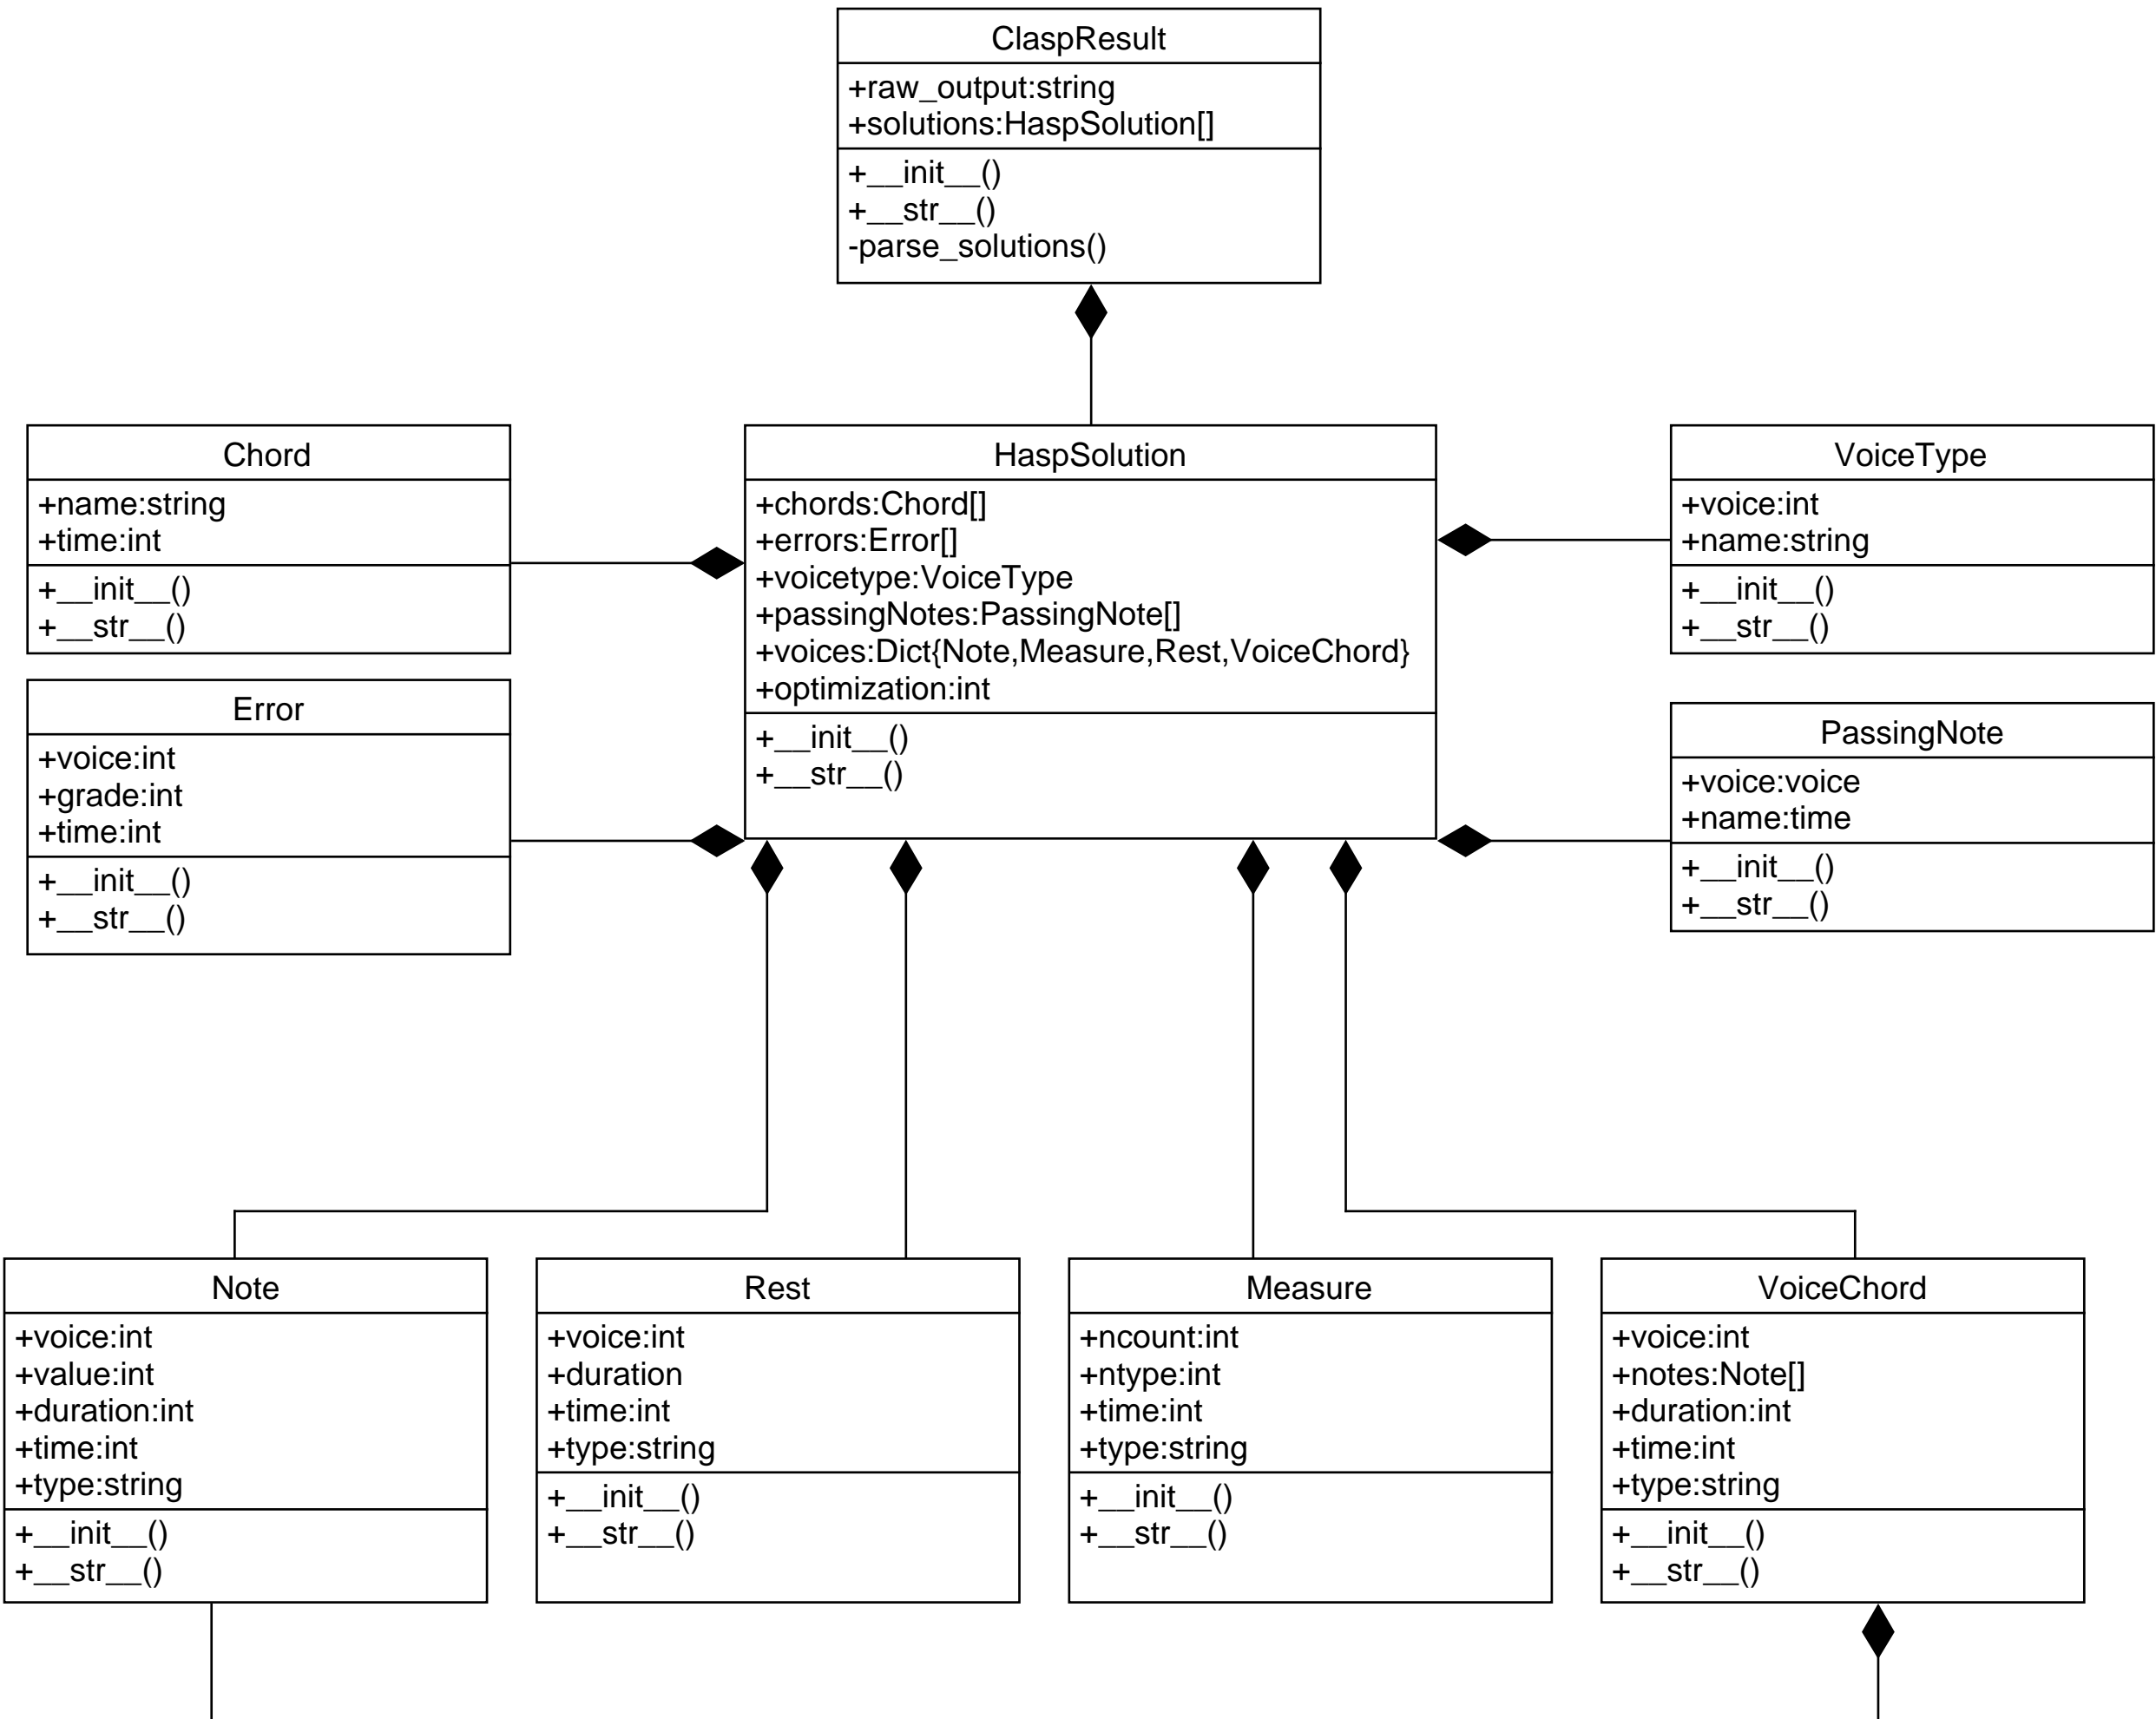 ClaspResult
+raw_output:string
+solutions:HaspSolution[]
+__init__()
+__str__()
-parse_solutions()
Chord
+name:string
+time:int
+__init__()
+__str__()
HaspSolution
+chords:Chord[]
+errors:Error[]
+voicetype:VoiceType
+passingNotes:PassingNote[]
+voices:Dict{Note,Measure,Rest,VoiceChord}
+optimization:int
+__init__()
+__str__()
VoiceType
+voice:int
+name:string
+__init__()
+__str__()
Error
+voice:int
+grade:int
+time:int
+__init__()
+__str__()
PassingNote
+voice:voice
+name:time
+__init__()
+__str__()
Note
+voice:int
+value:int
+duration:int
+time:int
+type:string
+__init__()
+__str__()
Rest
+voice:int
+duration
+time:int
+type:string
+__init__()
+__str__()
Measure
+ncount:int
+ntype:int
+time:int
+type:string
+__init__()
+__str__()
VoiceChord
+voice:int
+notes:Note[]
+duration:int
+time:int
+type:string
+__init__()
+__str__()